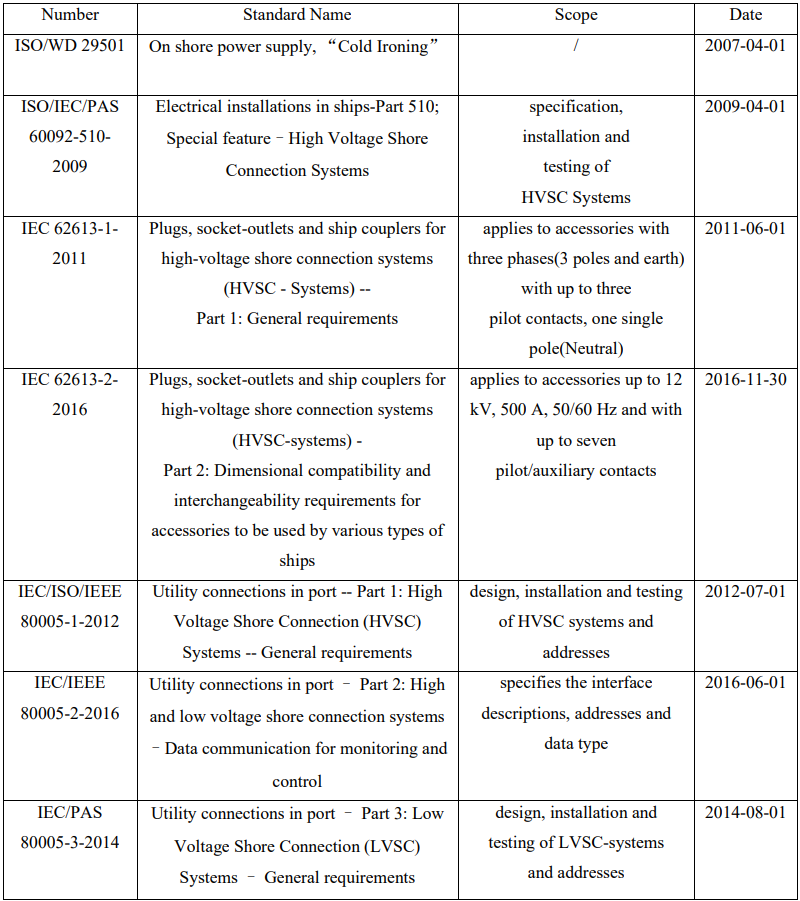 Number Standard Name Scope Date
ISO/WD 29501 On shore power supply, “Cold Ironing” / 2007-04-01
ISO/IEC/PAS
60092-510-
2009
Electrical installations in ships-Part 510;
Special feature－High Voltage Shore
Connection Systems
specification,
installation and
testing of
HVSC Systems
2009-04-01
IEC 62613-1-
2011
Plugs, socket-outlets and ship couplers for
high-voltage shore connection systems
(HVSC - Systems) --
Part 1: General requirements
applies to accessories with
three phases(3 poles and earth)
with up to three
pilot contacts, one single
pole(Neutral)
2011-06-01
IEC 62613-2-
2016
Plugs, socket-outlets and ship couplers for
high-voltage shore connection systems
(HVSC-systems) -
Part 2: Dimensional compatibility and
interchangeability requirements for
accessories to be used by various types of
ships
applies to accessories up to 12
kV, 500 A, 50/60 Hz and with
up to seven
pilot/auxiliary contacts
2016-11-30
IEC/ISO/IEEE
80005-1-2012
Utility connections in port -- Part 1: High
Voltage Shore Connection (HVSC)
Systems -- General requirements
design, installation and testing
of HVSC systems and
addresses
2012-07-01
IEC/IEEE
80005-2-2016
Utility connections in port － Part 2: High
and low voltage shore connection systems
－Data communication for monitoring and
control
specifies the interface
descriptions, addresses and
data type
2016-06-01
IEC/PAS
80005-3-2014
Utility connections in port － Part 3: Low
Voltage Shore Connection (LVSC)
Systems － General requirements
design, installation and
testing of LVSC-systems
and addresses
2014-08-01